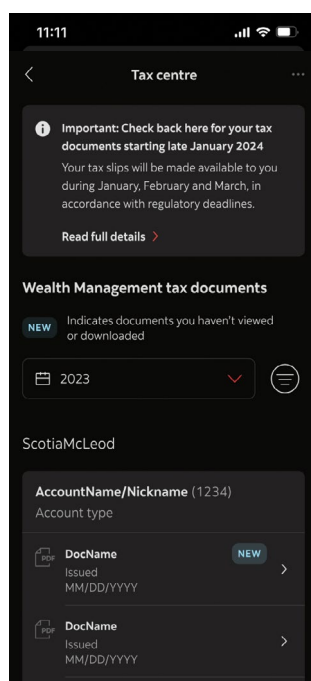 11:11
Tax centre
Important: Check back here for your tax
documents starting late January 2024
Your tax slips will be made available to you
during January, February and March, in
accordance with regulatory deadlines.
Read full details
Wealth Management tax documents
NEW
Indicates documents you haven't viewed
or downloaded
2023
ScotiaMcLeod
AccountName/Nickname (1234)
Account type
PDF
DocName
NEW
Issued
MM/DD/YYYY
PDF
DocName
Issued
MM/DD/YYYY